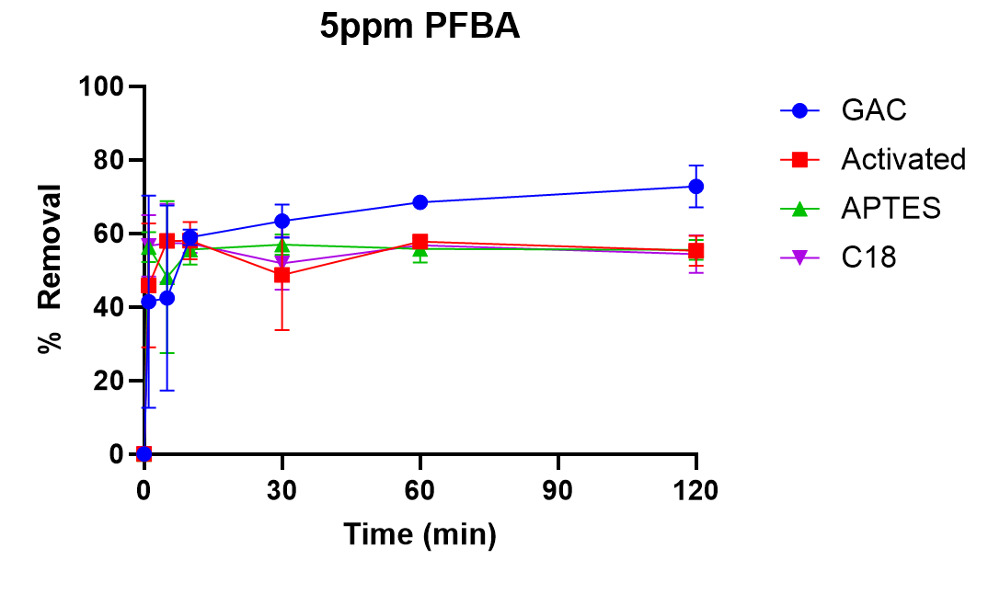 5ppm PFBA
100
80
60
40
20
0
% Removal
0 30 60 90 120
Time (min)
GAC
Activated
APTES
C18